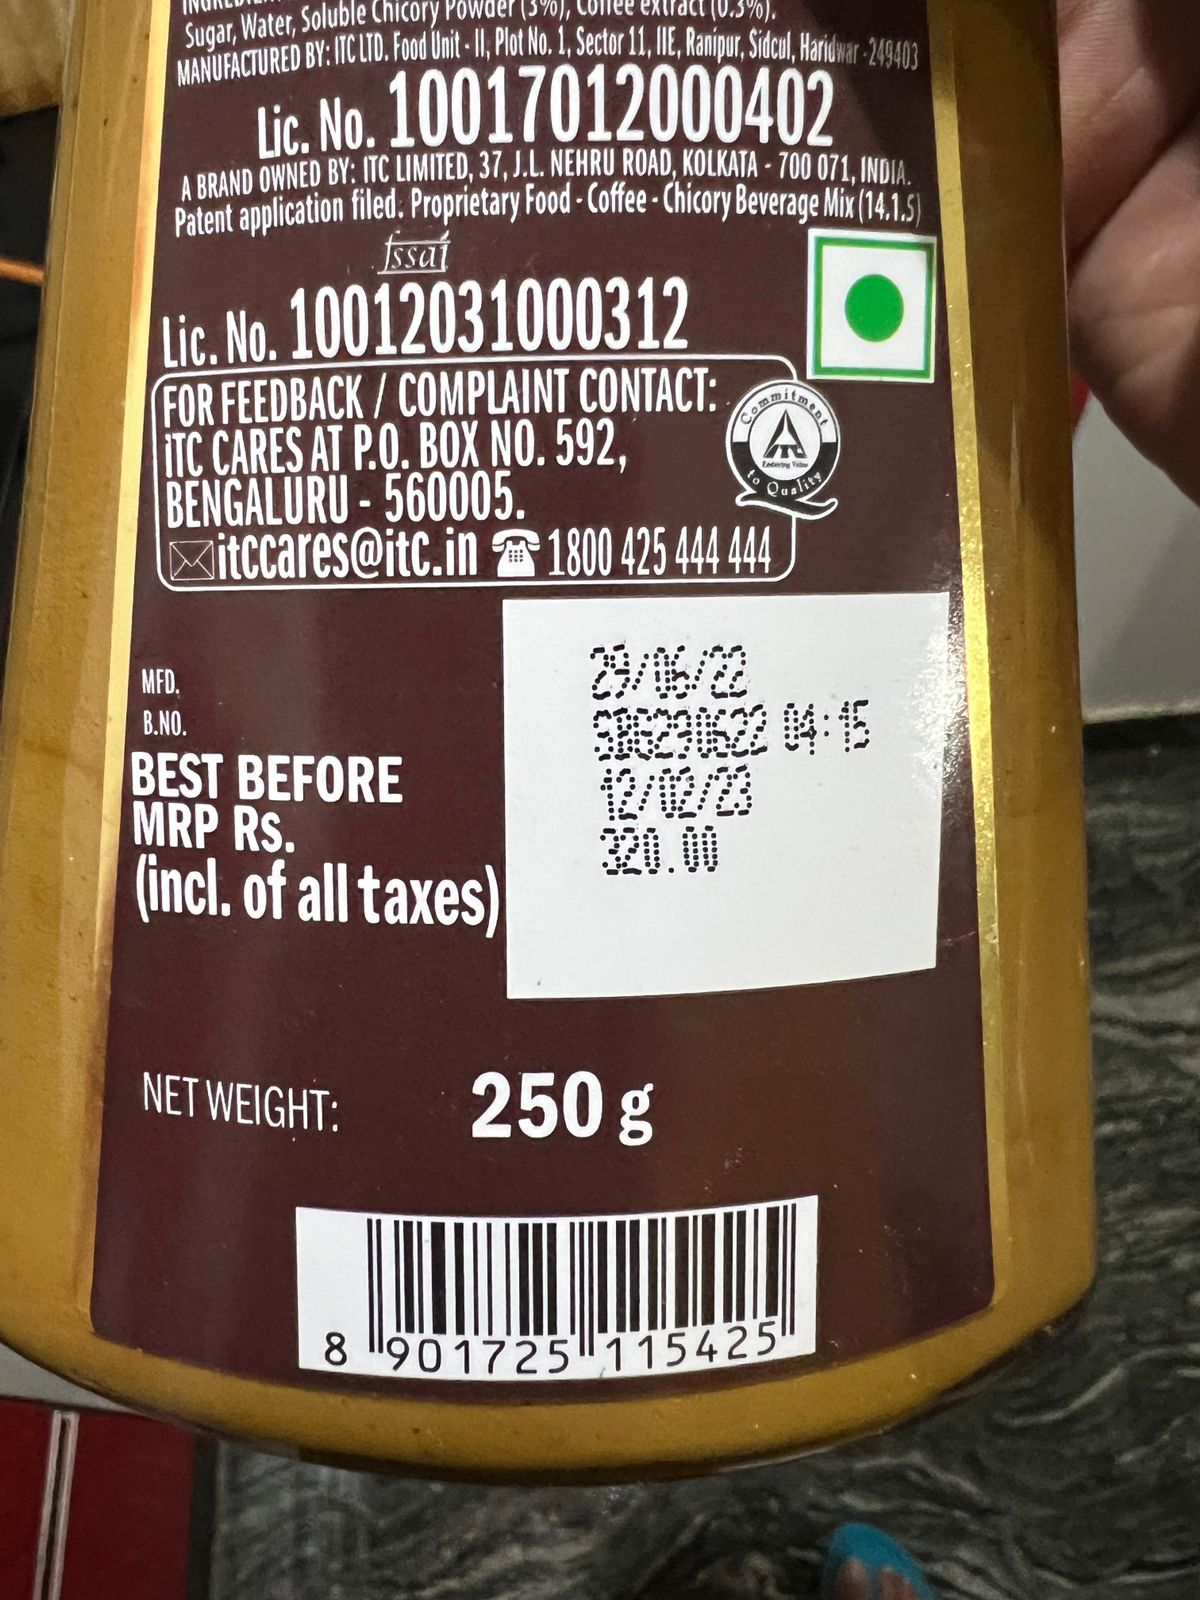 Sugar, Water, Soluble Chicory Powder (3%), Coffee extract (0.3%).
MANUFACTURED BY: ITC LTD. Food Unit - II, Plot No. 1, Sector 11, IIE, Ranipur, Sidcul, Haridwar - 249403
Lic. No. 10017012000402
A BRAND OWNED BY: ITC LIMITED, 37, J.L. NEHRU ROAD, KOLKATA - 700 071, INDIA.
Patent application filed. Proprietary Food - Coffee - Chicory Beverage Mix (14.1.5)
fssai
Lic. No. 10012031000312
FOR FEEDBACK / COMPLAINT CONTACT:
ITC CARES AT P.O. BOX NO. 592,
BENGALURU - 560005.
itccares@itc.in 1800 425 444 444
Commitment
ITC
Enduring Value
to Quality
MFD. 29/06/22
B.NO. 04:15
BEST BEFORE 12/02/23
MRP Rs. 320.00
(incl. of all taxes)
NET WEIGHT: 250 g
8 901725 115425